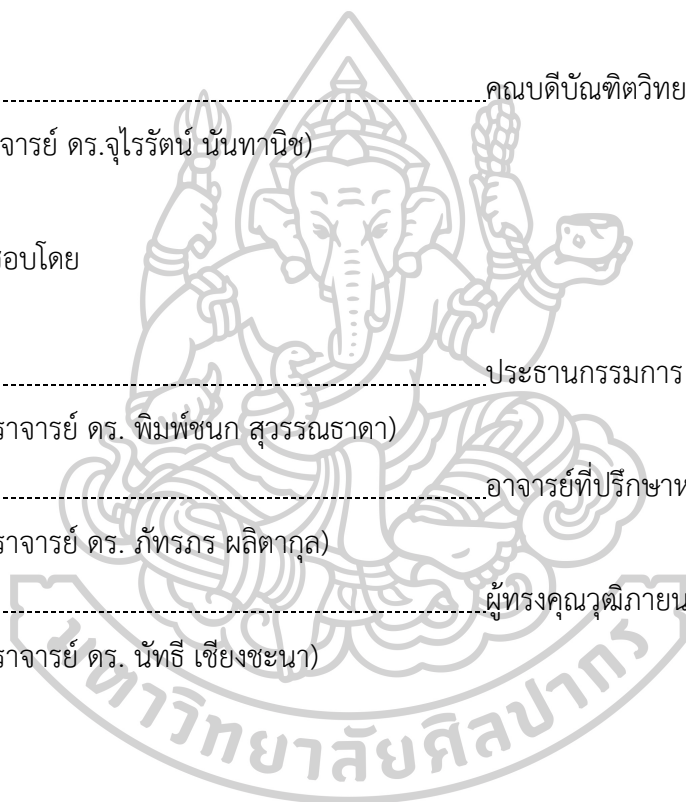 คณบดีบัณฑิตวิทย
จารย์ ดร.จุไรรัตน์ นันทานิช)
อบโดย
ประธานกรรมการ
ราจารย์ ดร. พิมพ์ชนก สุวรรณธาดา)
อาจารย์ที่ปรึกษาห
ราจารย์ ดร. ภัทรภร ผลิตากุล)
ผู้ทรงคุณวุฒิภายน
ราจารย์ ดร. นัทธี เชียงชะนา)
มหาวิทยาลัยศิลปากร